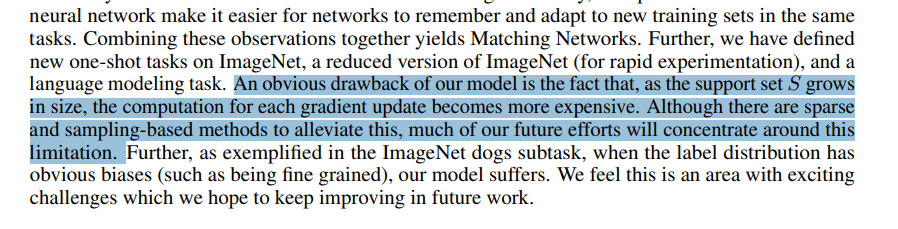 neural network make it easier for networks to remember and adapt to new training sets in the same
tasks. Combining these observations together yields Matching Networks. Further, we have defined
new one-shot tasks on ImageNet, a reduced version of ImageNet (for rapid experimentation), and a
language modeling task. An obvious drawback of our model is the fact that, as the support set S grows
in size, the computation for each gradient update becomes more expensive. Although there are sparse
and sampling-based methods to alleviate this, much of our future efforts will concentrate around this
limitation. Further, as exemplified in the ImageNet dogs subtask, when the label distribution has
obvious biases (such as being fine grained), our model suffers. We feel this is an area with exciting
challenges which we hope to keep improving in future work.